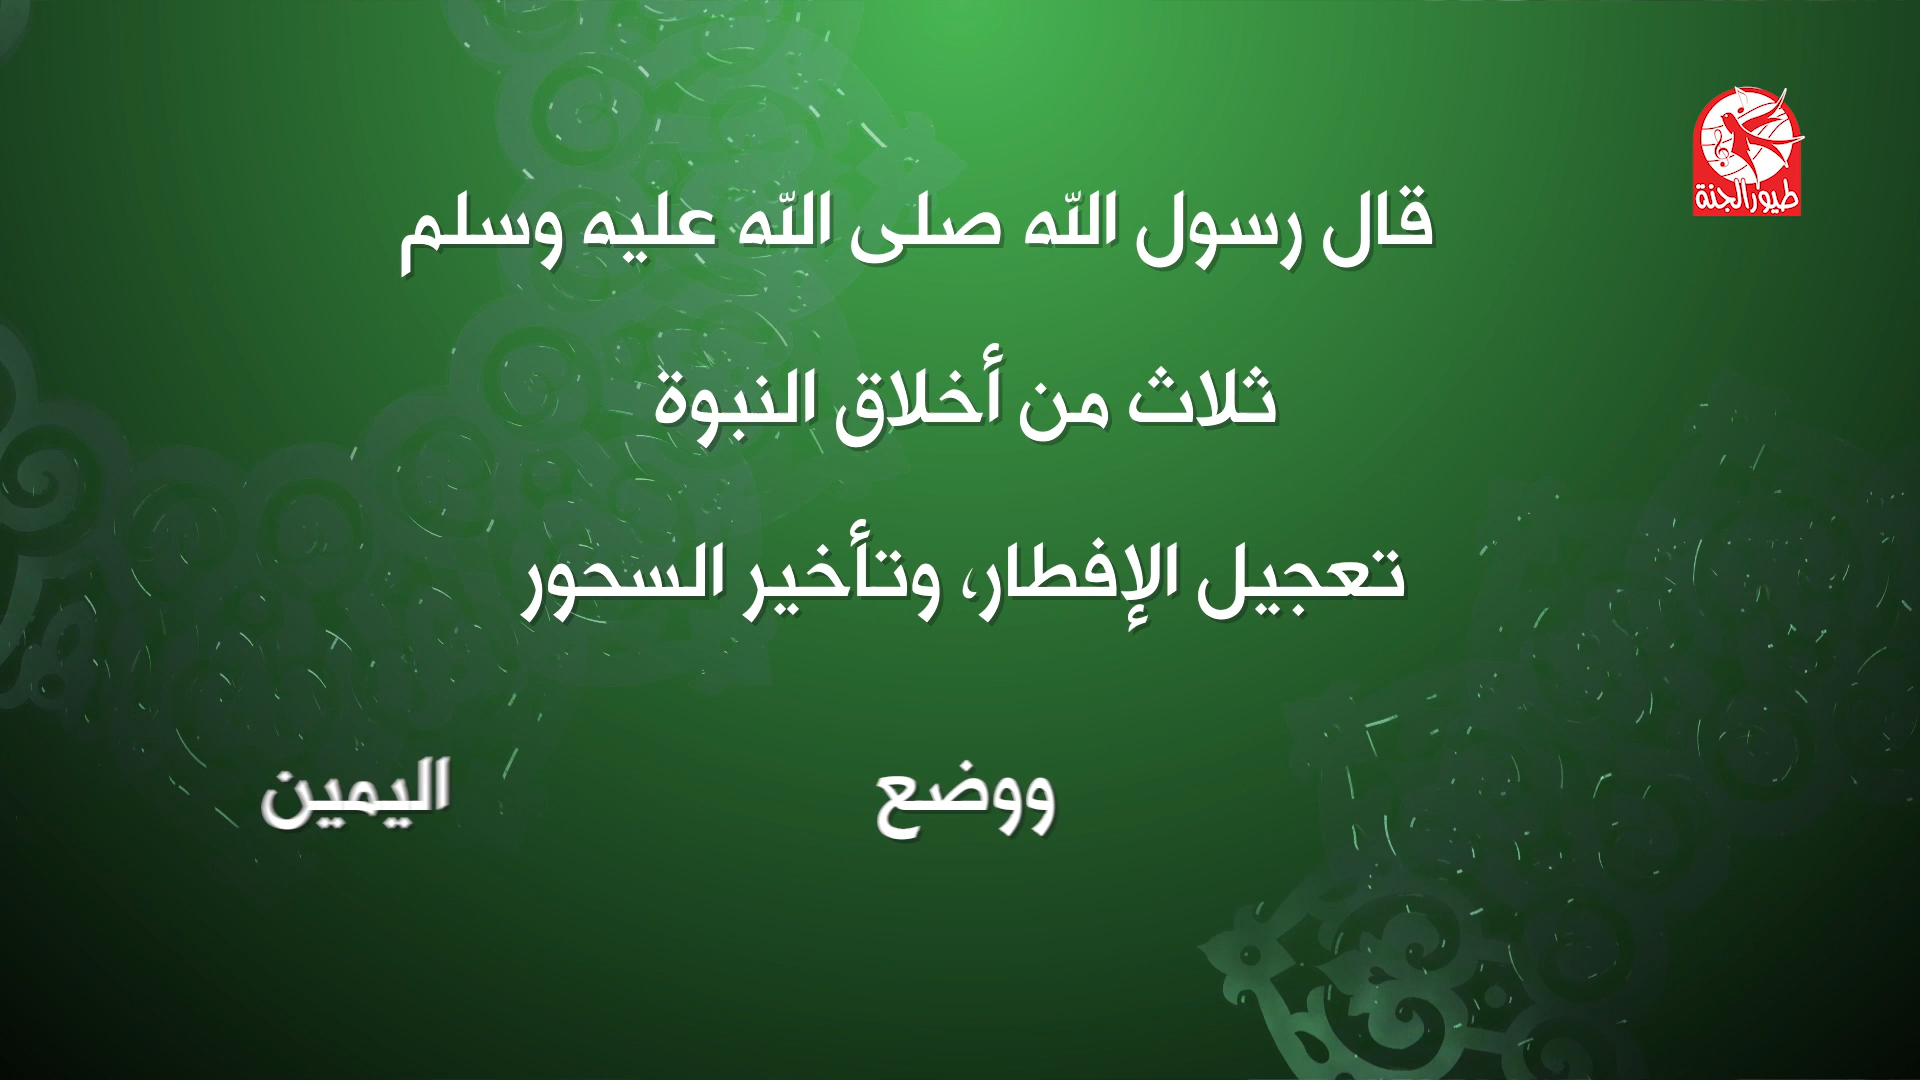 طيور الجنة
قال رسول الله صلى الله عليه وسلم
ثلاث من أخلاق النبوة
تعجيل الإفطار، وتأخير السحور
ووضع اليمين